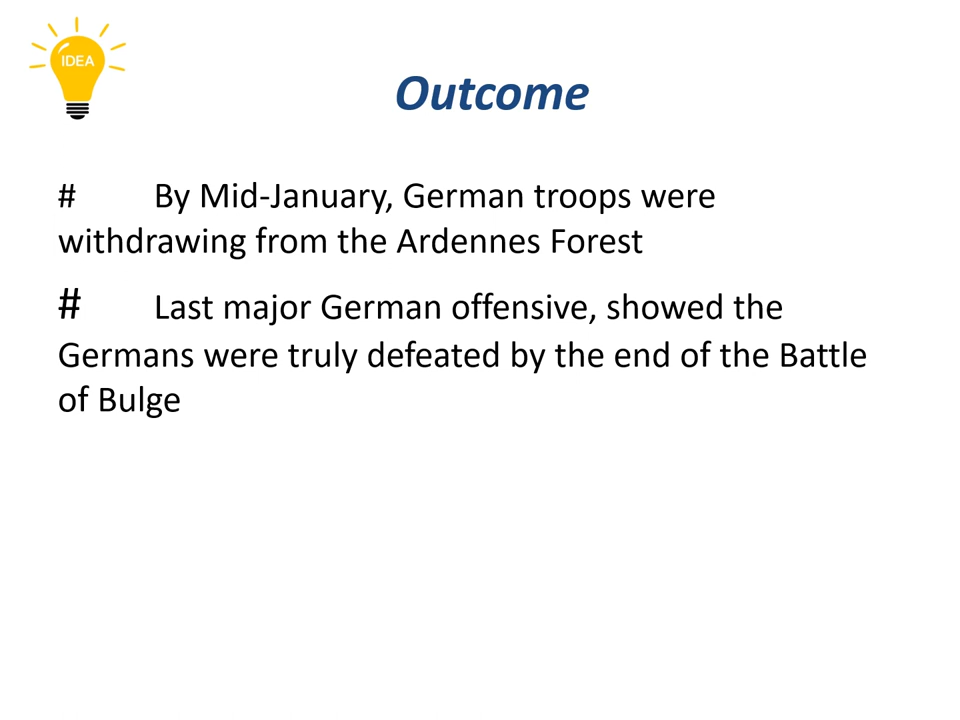 IDEA
Outcome
# By Mid-January, German troops were
withdrawing from the Ardennes Forest
# Last major German offensive, showed the
Germans were truly defeated by the end of the Battle
of Bulge